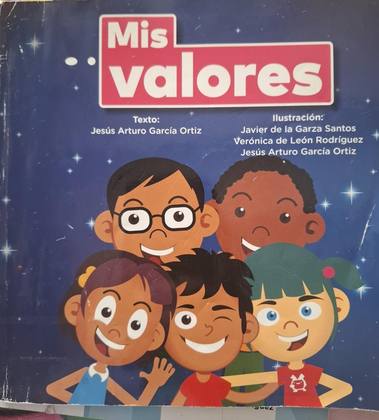 Mis
valores
Texto:
Jesús Arturo García Ortiz
Ilustración:
Javier de la Garza Santos
Verónica de León Rodríguez
Jesús Arturo García Ortiz